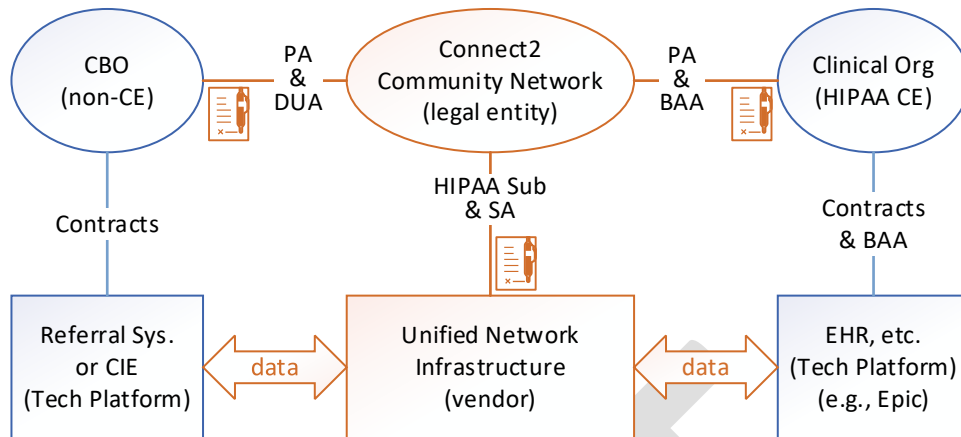 CBO
(non-CE)
PA
&
DUA
Connect2
Community Network
(legal entity)
PA
&
BAA
Clinical Org
(HIPAA CE)
Contracts
HIPAA Sub
& SA
Contracts
& BAA
Referral Sys.
or CIE
(Tech Platform)
data
Unified Network
Infrastructure
(vendor)
data
EHR, etc.
(Tech Platform)
(e.g., Epic)